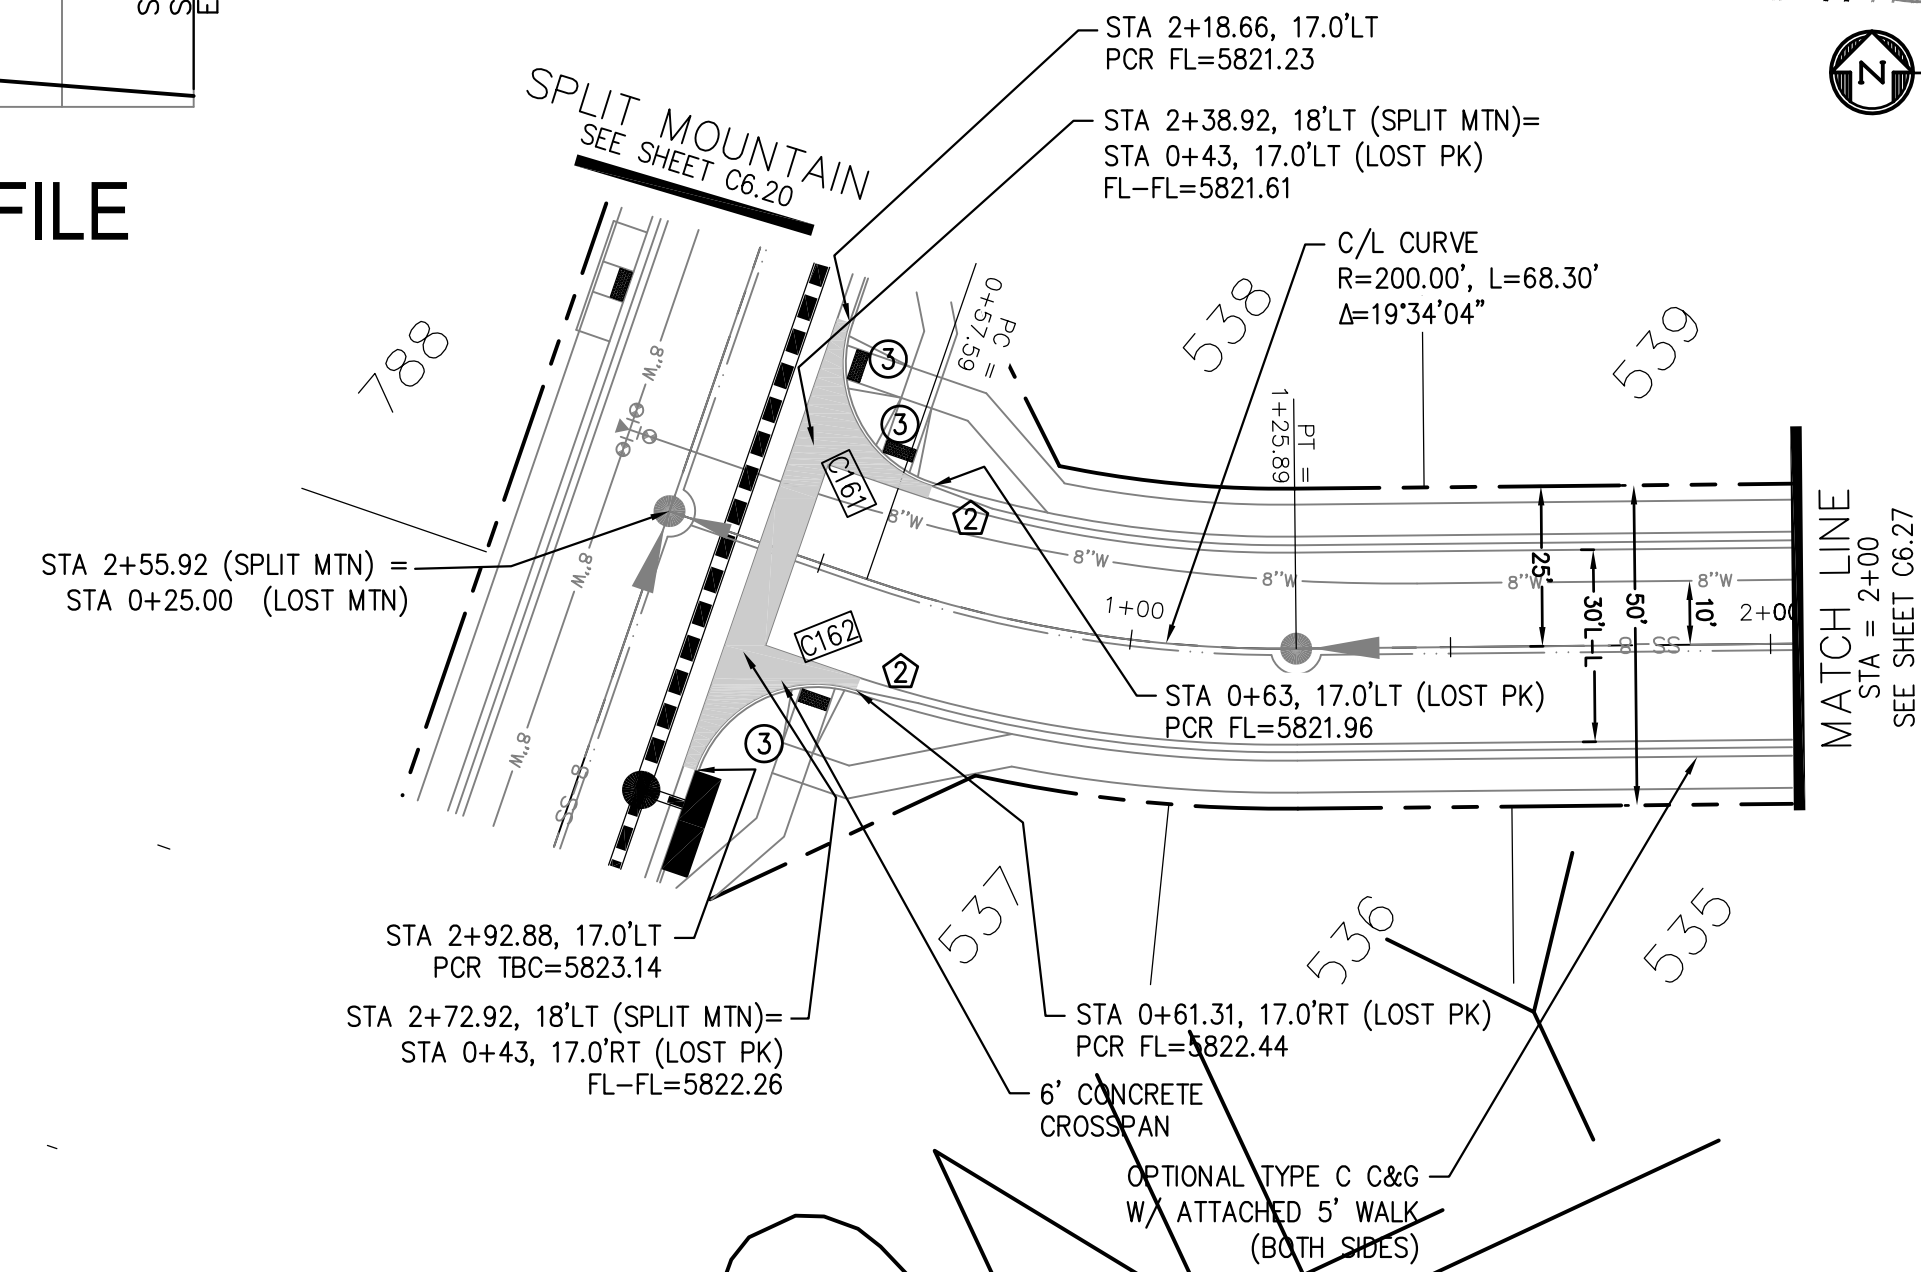 STA 2+18.66, 17.0'LT
PCR FL=5821.23
N
SPLIT MOUNTAIN
SEE SHEET C6.20
STA 2+38.92, 18'LT (SPLIT MTN)=
STA 0+43, 17.0'LT (LOST PK)
FL-FL=5821.61
FILE
C/L CURVE
R=200.00', L=68.30'
Δ=19°34'04"
PC =
0+57.59
788
538
539
3
3
8"W
PT =
1+25.89
C161
2
8"W
8"W
8"W
8"W
8"W
8"W
8"W
25'
30'L-L
50'
10'
1+00
2+00
8 SS
MATCH LINE
STA = 2+00
SEE SHEET C6.27
STA 2+55.92 (SPLIT MTN) =
STA 0+25.00 (LOST MTN)
C162
2
STA 0+63, 17.0'LT (LOST PK)
PCR FL=5821.96
3
8 SS
537
536
535
STA 2+92.88, 17.0'LT
PCR TBC=5823.14
STA 2+72.92, 18'LT (SPLIT MTN)=
STA 0+43, 17.0'RT (LOST PK)
FL-FL=5822.26
STA 0+61.31, 17.0'RT (LOST PK)
PCR FL=5822.44
6' CONCRETE
CROSSPAN
OPTIONAL TYPE C C&G
W/ ATTACHED 5' WALK
(BOTH SIDES)